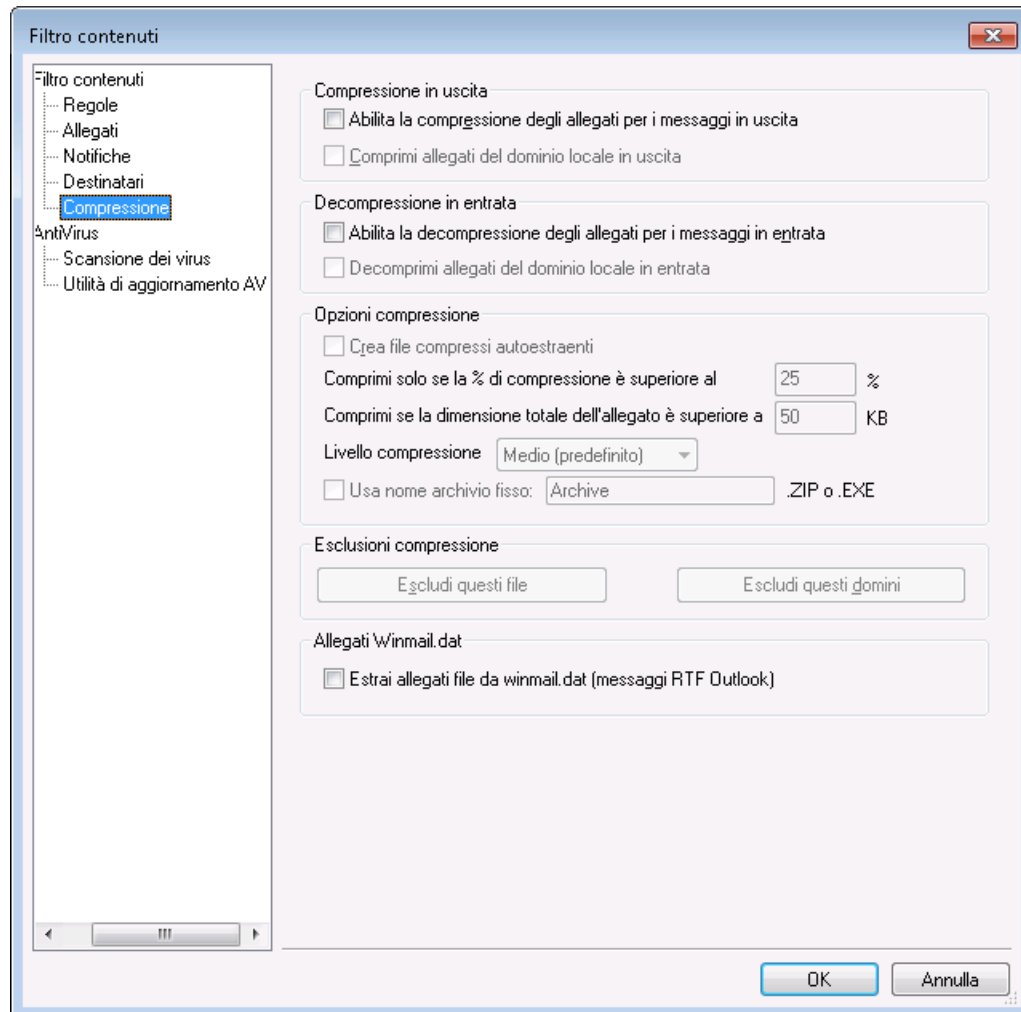 Filtro contenuti
Filtro contenuti
Regole
Allegati
Notifiche
Destinatari
Compressione
AntiVirus
Scansione dei virus
Utilità di aggiornamento AV
Compressione in uscita
Abilita la compressione degli allegati per i messaggi in uscita
Comprimi allegati del dominio locale in uscita
Decompressione in entrata
Abilita la decompressione degli allegati per i messaggi in entrata
Decomprimi allegati del dominio locale in entrata
Opzioni compressione
Crea file compressi autoestraenti
Comprimi solo se la % di compressione è superiore al 25 %
Comprimi se la dimensione totale dell'allegato è superiore a 50 KB
Livello compressione Medio (predefinito)
Usa nome archivio fisso: Archive .ZIP o .EXE
Esclusioni compressione
Escludi questi file Escludi questi domini
Allegati Winmail.dat
Estrai allegati file da winmail.dat (messaggi RTF Outlook)
OK Annulla